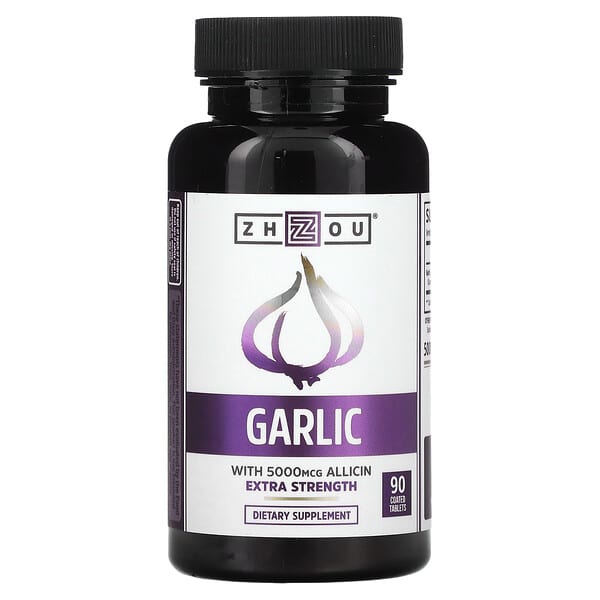 ZHZOU®
GARLIC
WITH 5000MCG ALLICIN
EXTRA STRENGTH
DIETARY SUPPLEMENT
90
COATED
TABLETS